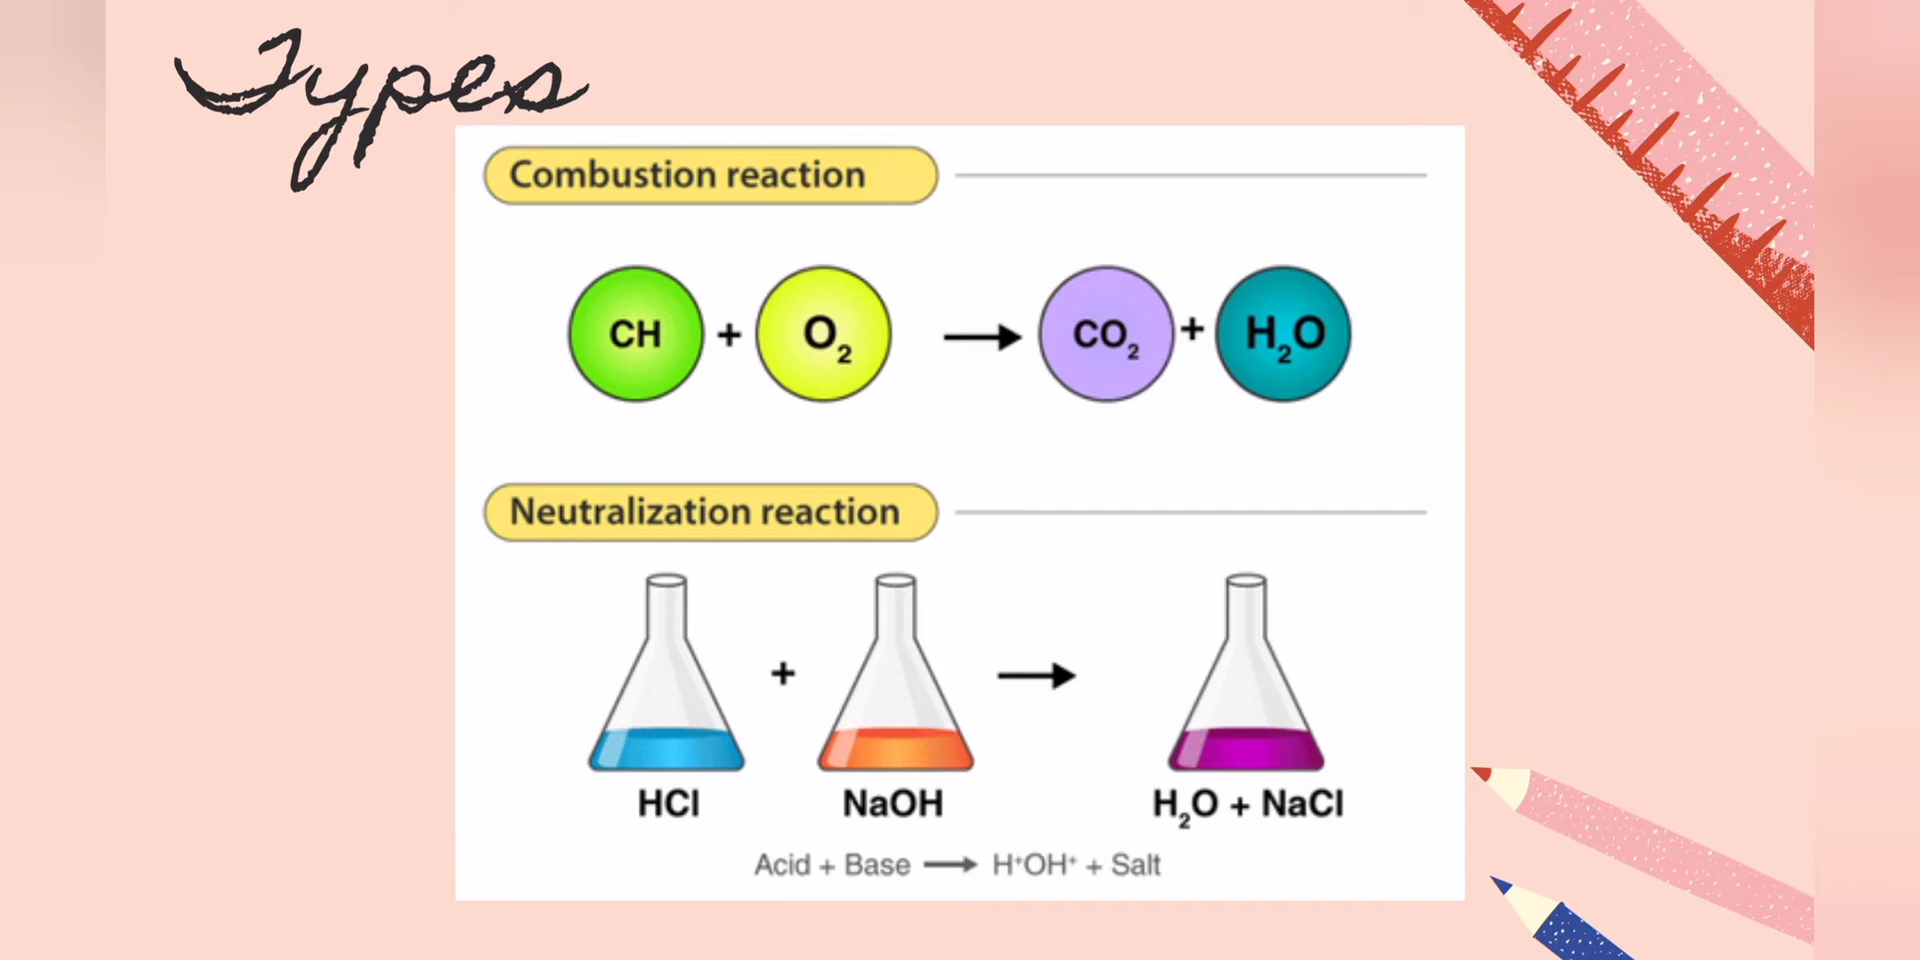 Types
Combustion reaction
CH + O₂ → CO₂ + H₂O
Neutralization reaction
+ →
HCl NaOH H₂O + NaCl
Acid + Base → H⁺OH⁺ + Salt